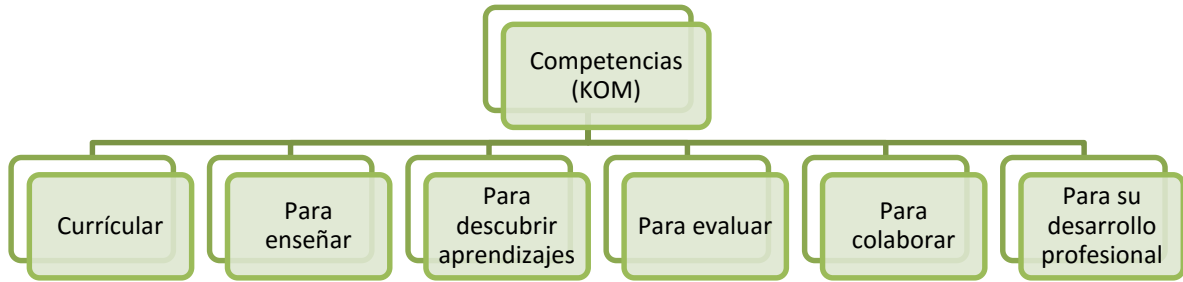 Competencias
(KOM)
Currícular
Para
enseñar
Para
descubrir
aprendizajes
Para evaluar
Para
colaborar
Para su
desarrollo
profesional